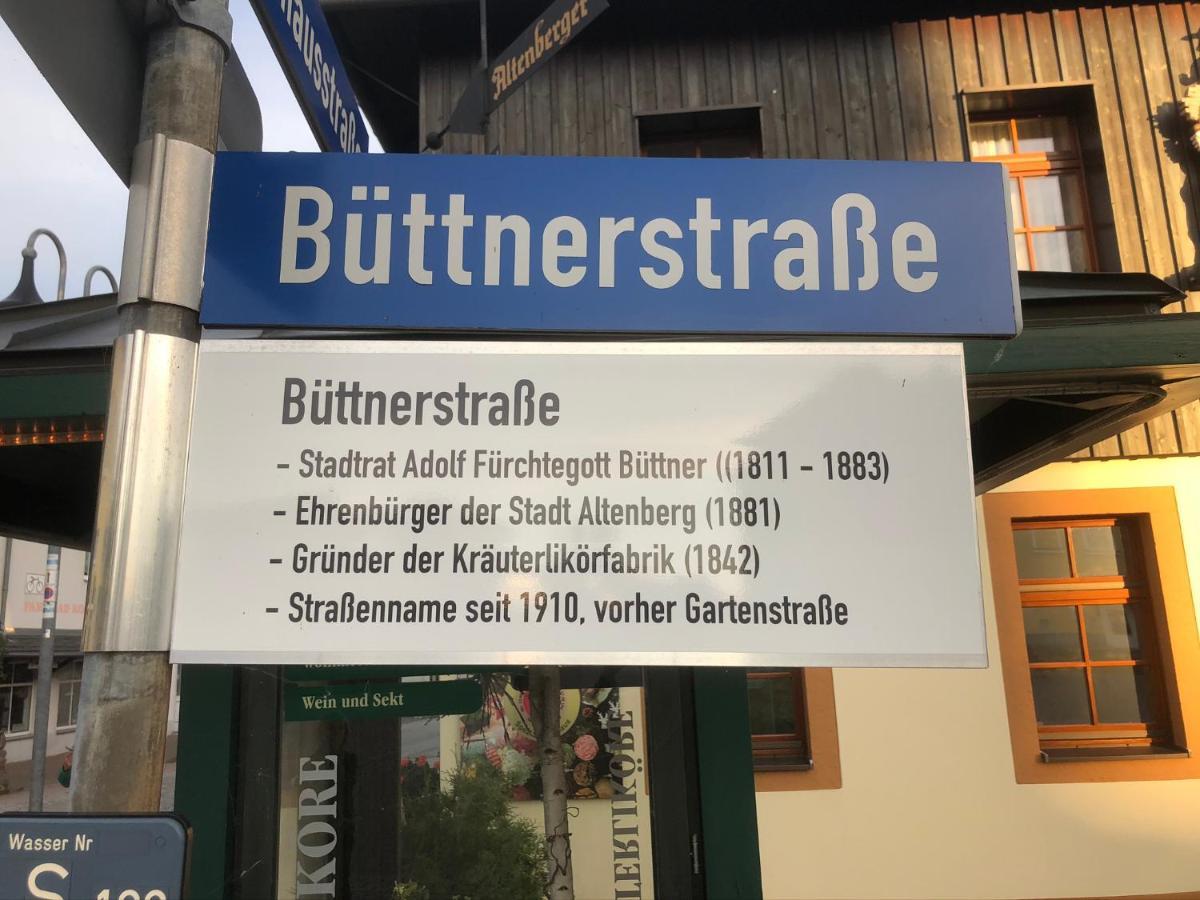 Altenberger
Büttnerstraße
Büttnerstraße
- Stadtrat Adolf Fürchtegott Büttner ((1811 - 1883)
- Ehrenbürger der Stadt Altenberg (1881)
- Gründer der Kräuterlikörfabrik (1842)
- Straßenname seit 1910, vorher Gartenstraße
Wein und Sekt
Wasser Nr
S